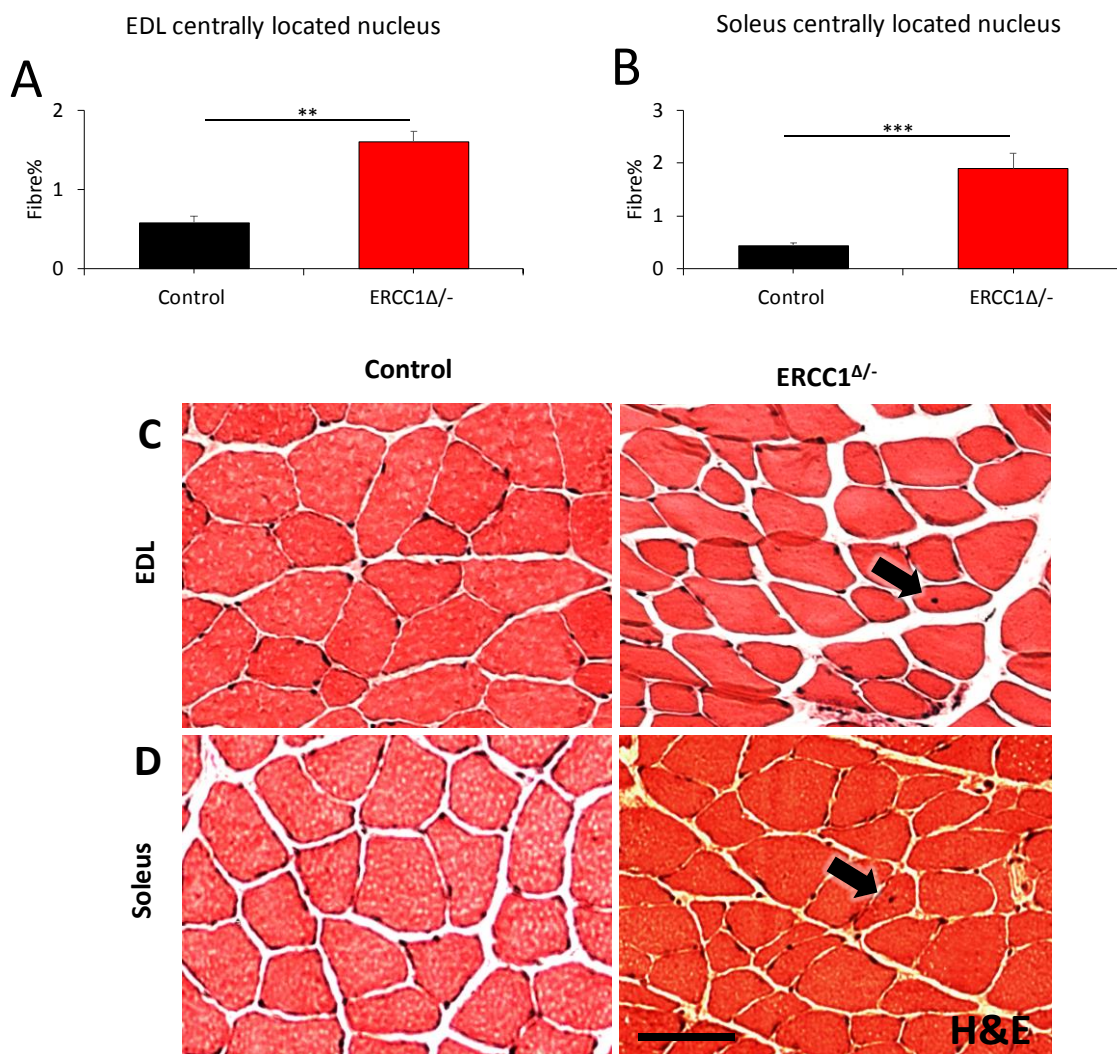 EDL centrally located nucleus
Soleus centrally located nucleus
A
B
2
1
0
Fibre%
**
Control
ERCC1Δ/-
3
2
1
0
Fibre%
***
Control
ERCC1Δ/-
Control
ERCC1Δ/-
C
EDL
D
Soleus
H&E